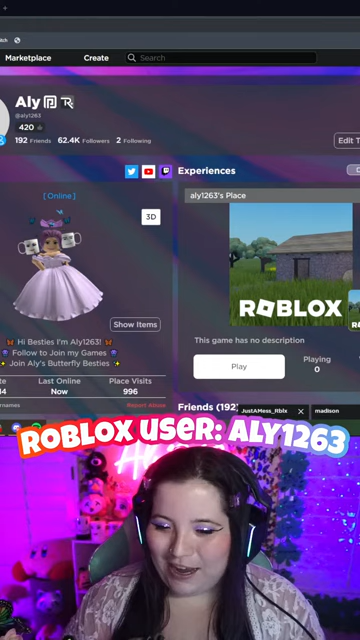 Marketplace
Create
Search
Aly
@aly1263
420
192 Friends
62.4K Followers
2 Following
Edit
Experiences
[Online]
aly1263's Place
3D
ROBLOX
Show Items
Hi Besties I'm Aly1263!
Follow to Join my Games
Join Aly's Butterfly Besties
This game has no description
Play
Playing
0
Last Online
Place Visits
Now
996
Report Abuse
Friends (192)
JustAMess_Rblx
madison
ROBLOX USER: ALY1263